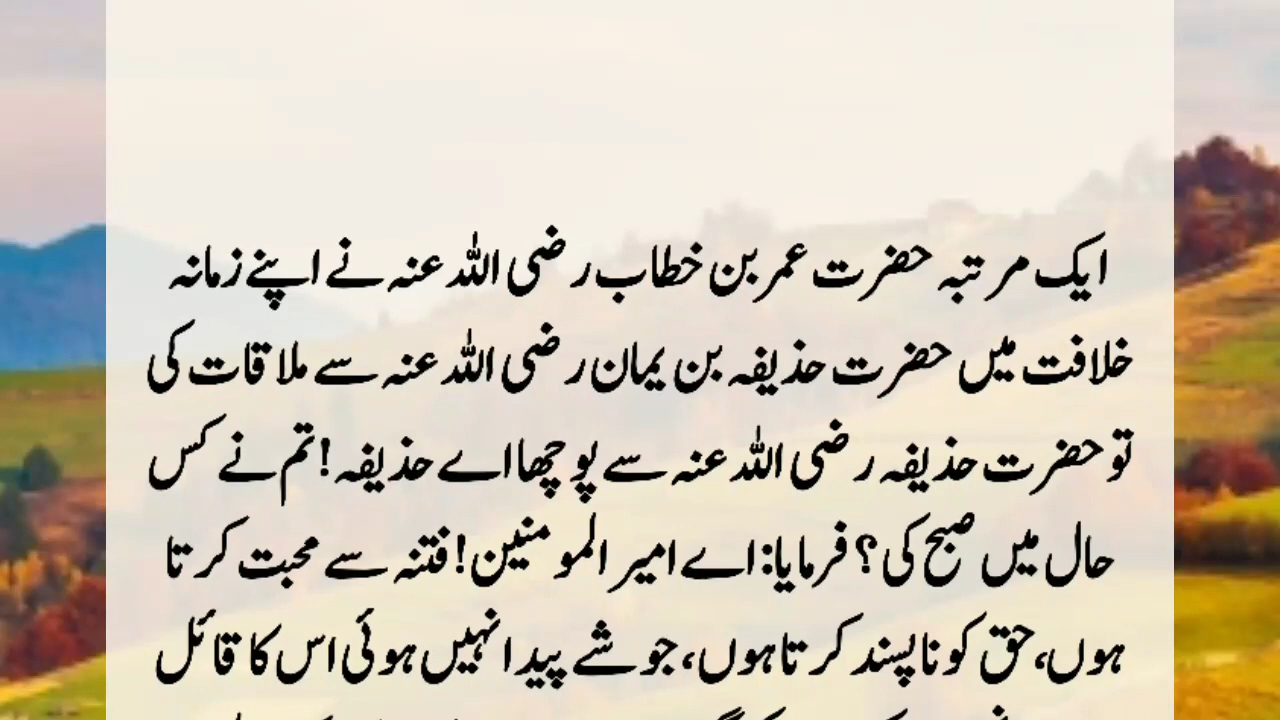 ایک مرتبہ حضرت عمر بن خطاب رضی اللہ عنہ نے اپنے زمانہ
خلافت میں حضرت حذیفہ بن یمان رضی اللہ عنہ سے ملاقات کی
تو حضرت حذیفہ رضی اللہ عنہ سے پوچھا اے حذیفہ! تم نے کس
حال میں صبح کی؟ فرمایا: اے امیر المومنین! فتنہ سے محبت کرتا
ہوں، حق کو ناپسند کرتا ہوں، جو شے پیدا نہیں ہوئی اس کا قائل